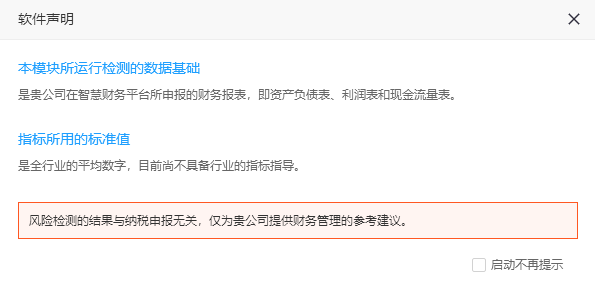 软件声明
本模块所运行检测的数据基础
是贵公司在智慧财务平台所申报的财务报表，即资产负债表、利润表和现金流量表。
指标所用的标准值
是全行业的平均数字，目前尚不具备行业的指标指导。
风险检测的结果与纳税申报无关，仅为贵公司提供财务管理的参考建议。
启动不再提示